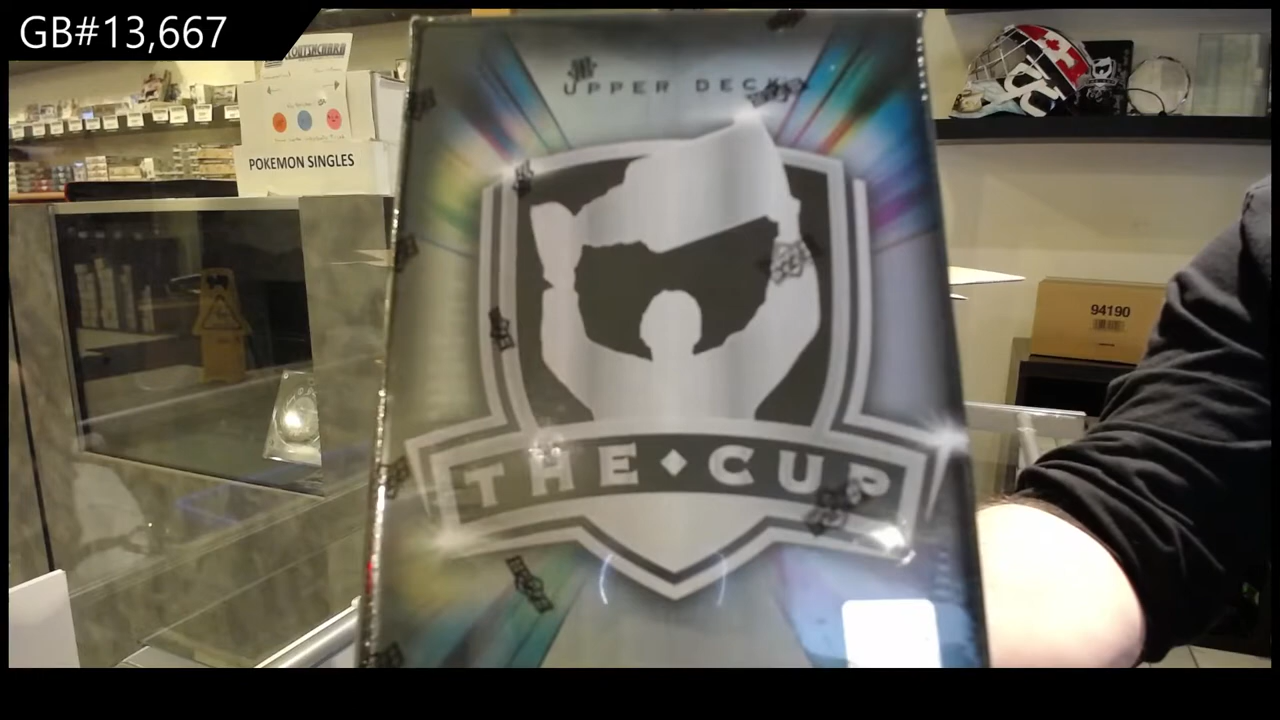 GB#13,667
UPPER DECK
POKEMON SINGLES
94190
THE CUP